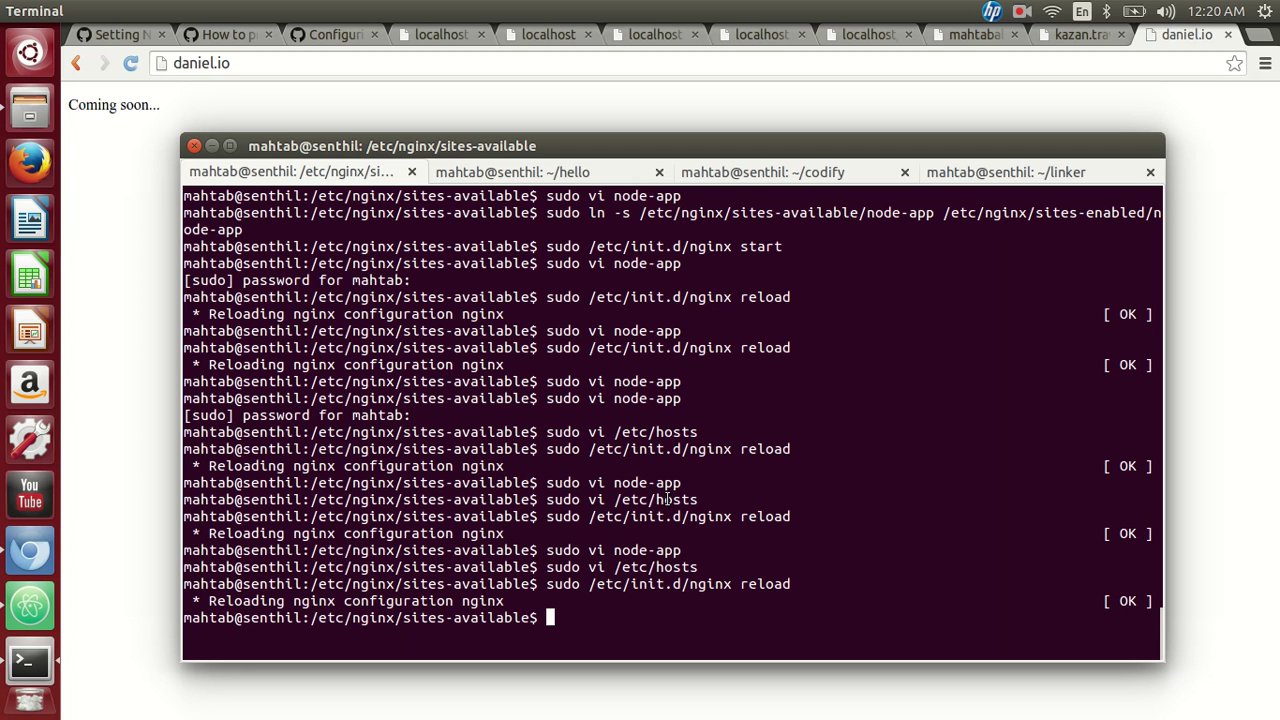 Terminal
hp
En
12:20 AM
Setting N
How to p
Configuri
localhost
localhost
localhost
localhost
localhost
mahtabal
kazan.tra
daniel.io
daniel.io
Coming soon...
mahtab@senthil: /etc/nginx/sites-available
mahtab@senthil: /etc/nginx/si...
mahtab@senthil: ~/hello
mahtab@senthil: ~/codify
mahtab@senthil: ~/linker
mahtab@senthil:/etc/nginx/sites-available$ sudo vi node-app
mahtab@senthil:/etc/nginx/sites-available$ sudo ln -s /etc/nginx/sites-available/node-app /etc/nginx/sites-enabled/n
ode-app
mahtab@senthil:/etc/nginx/sites-available$ sudo /etc/init.d/nginx start
mahtab@senthil:/etc/nginx/sites-available$ sudo vi node-app
[sudo] password for mahtab:
mahtab@senthil:/etc/nginx/sites-available$ sudo /etc/init.d/nginx reload
* Reloading nginx configuration nginx [ OK ]
mahtab@senthil:/etc/nginx/sites-available$ sudo vi node-app
mahtab@senthil:/etc/nginx/sites-available$ sudo /etc/init.d/nginx reload
* Reloading nginx configuration nginx [ OK ]
mahtab@senthil:/etc/nginx/sites-available$ sudo vi node-app
mahtab@senthil:/etc/nginx/sites-available$ sudo vi node-app
[sudo] password for mahtab:
mahtab@senthil:/etc/nginx/sites-available$ sudo vi /etc/hosts
mahtab@senthil:/etc/nginx/sites-available$ sudo /etc/init.d/nginx reload
* Reloading nginx configuration nginx [ OK ]
mahtab@senthil:/etc/nginx/sites-available$ sudo vi node-app
mahtab@senthil:/etc/nginx/sites-available$ sudo vi /etc/hosts
mahtab@senthil:/etc/nginx/sites-available$ sudo /etc/init.d/nginx reload
* Reloading nginx configuration nginx [ OK ]
mahtab@senthil:/etc/nginx/sites-available$ sudo vi node-app
mahtab@senthil:/etc/nginx/sites-available$ sudo vi /etc/hosts
mahtab@senthil:/etc/nginx/sites-available$ sudo /etc/init.d/nginx reload
* Reloading nginx configuration nginx [ OK ]
mahtab@senthil:/etc/nginx/sites-available$
You
Tube